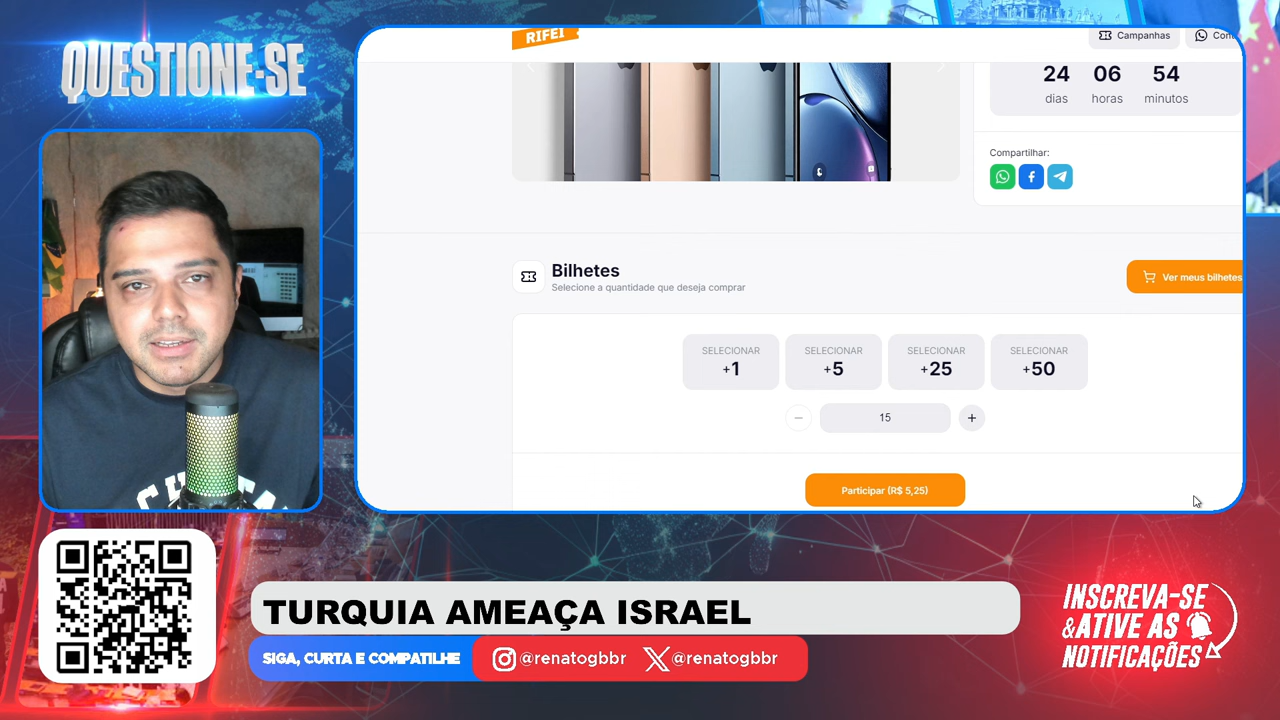 QUESTIONE-SE
RIFEI
Campanhas
24 06 54
dias horas minutos
Compartilhar:
Bilhetes
Selecione a quantidade que deseja comprar
Ver meus bilhetes
SELECIONAR SELECIONAR SELECIONAR SELECIONAR
+1 +5 +25 +50
− 15 +
Participar (R$ 5,25)
TURQUIA AMEAÇA ISRAEL
SIGA, CURTA E COMPATILHE @renatogbbr @renatogbbr
INSCREVA-SE
&ATIVE AS
NOTIFICAÇÕES